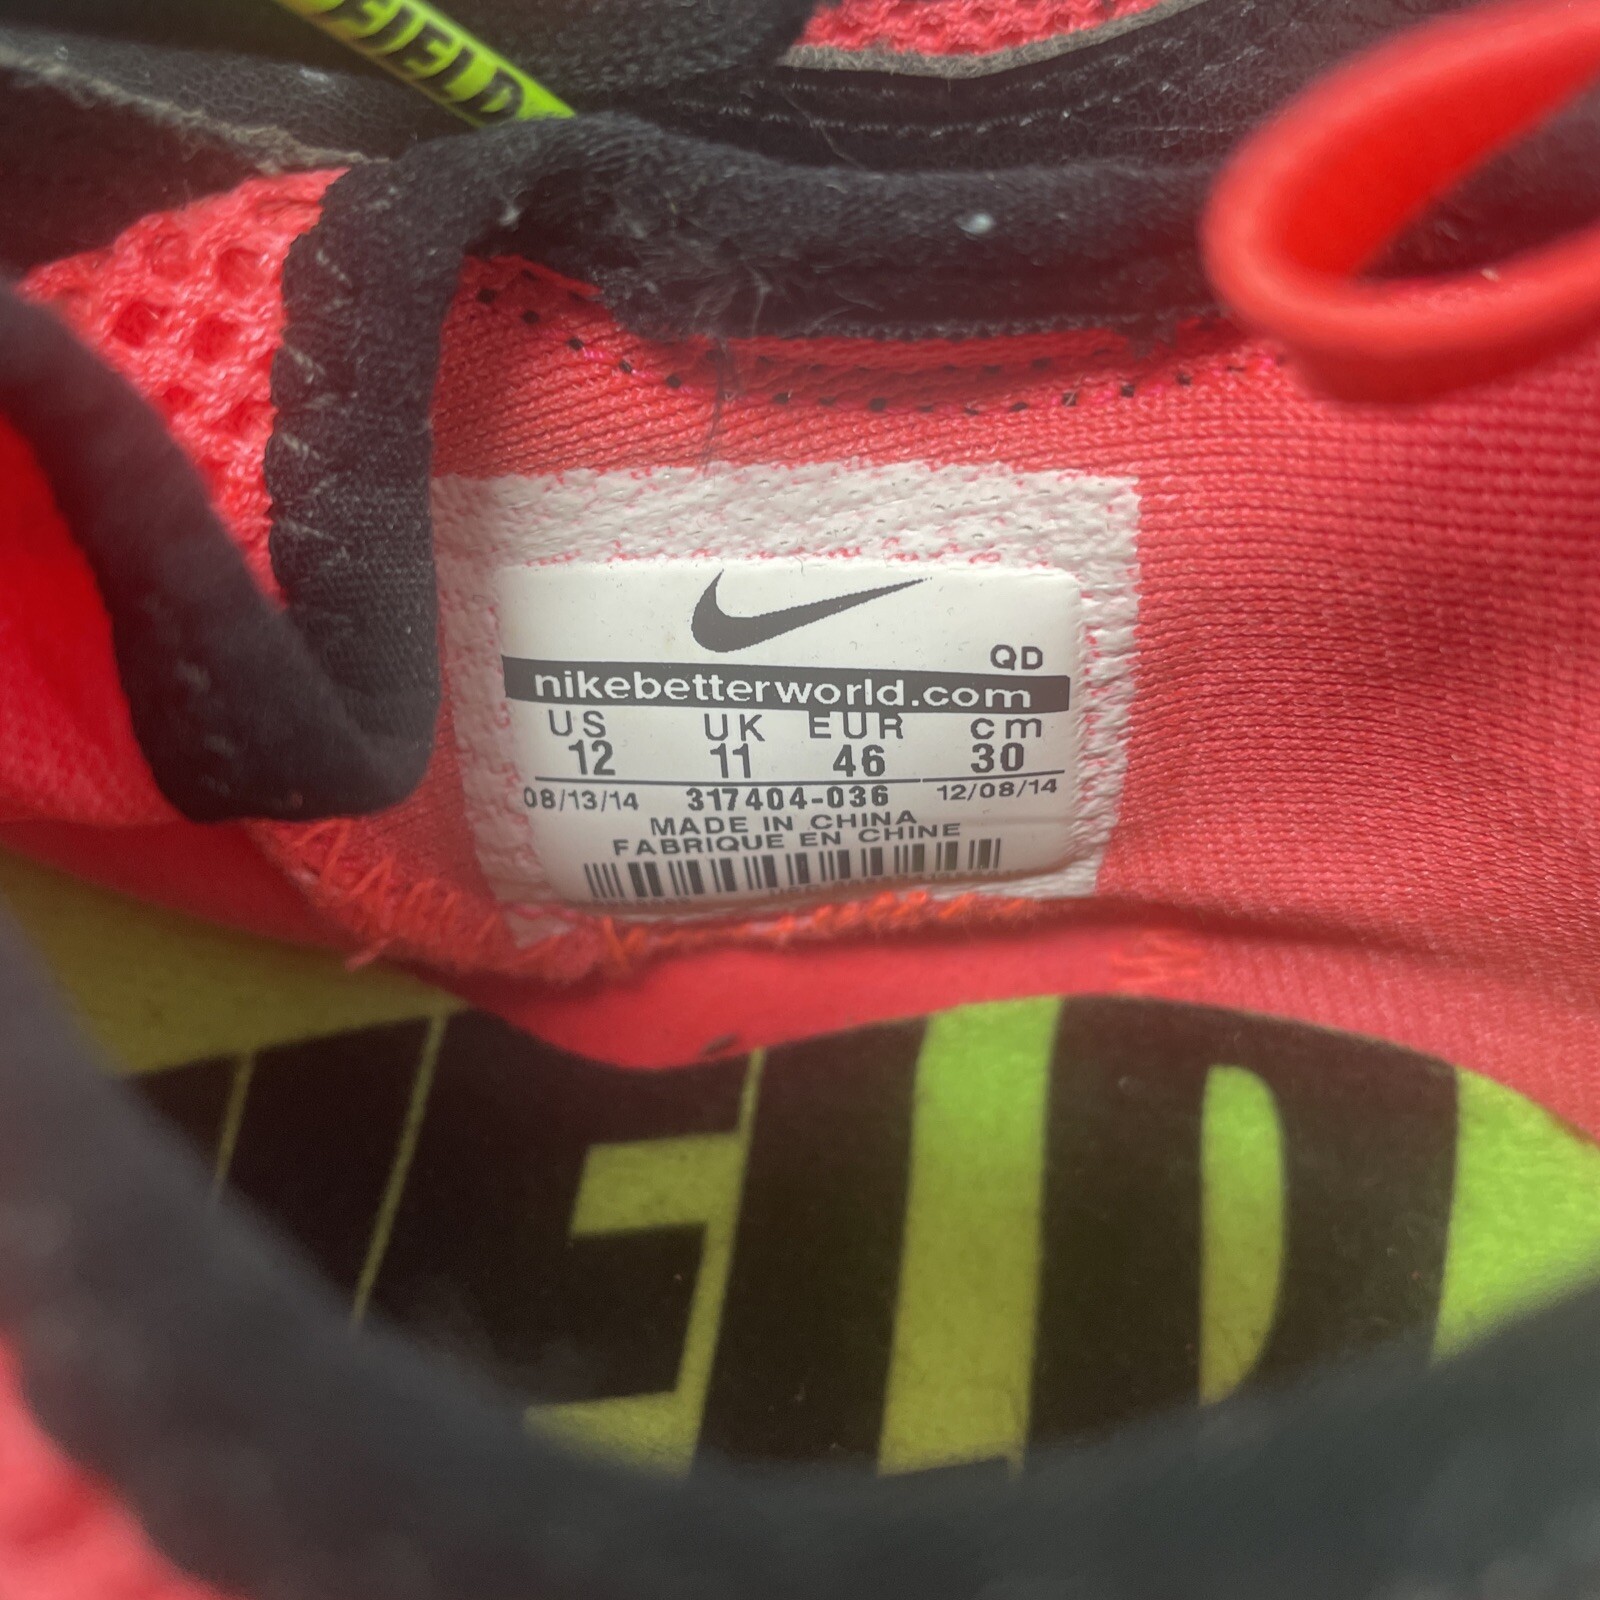 FIELD
QD
nikebetterworld.com
US UK EUR cm
12 11 46 30
08/13/14 317404-036 12/08/14
MADE IN CHINA
FABRIQUE EN CHINE